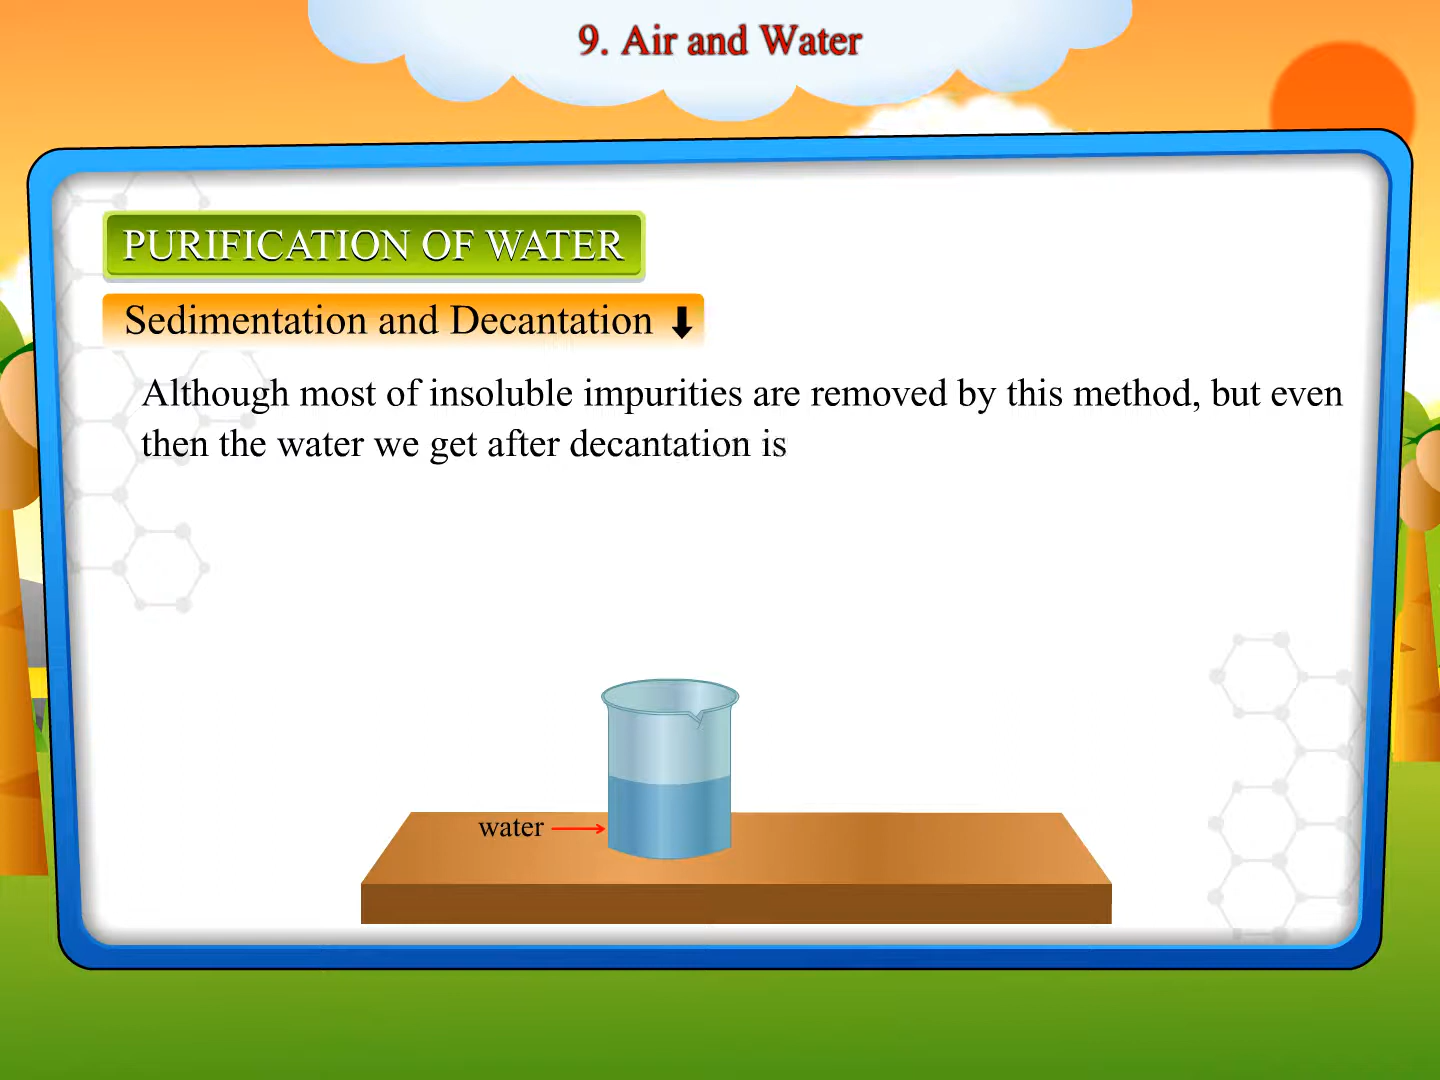 9. Air and Water
PURIFICATION OF WATER
Sedimentation and Decantation
Although most of insoluble impurities are removed by this method, but even
then the water we get after decantation is
water